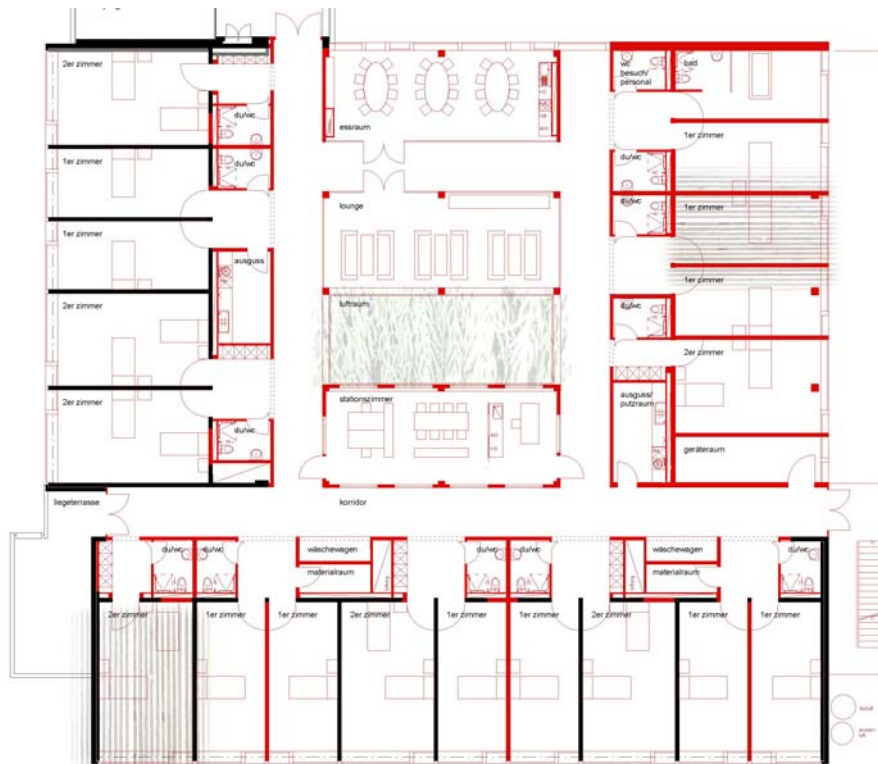 2er zimmer
wc
besuch/
personal
bad
essraum
du/wc
1er zimmer
du/wc
1er zimmer
du/wc
lounge
du/wc
1er zimmer
1er zimmer
ausguss
1er zimmer
2er zimmer
luftraum
du/wc
2er zimmer
2er zimmer
stationszimmer
ausguss/
putzraum
du/wc
geräteraum
liegeterrasse
korridor
du/wc
du/wc
wäschewagen
du/wc
du/wc
wäschewagen
du/wc
materialraum
materialraum
2er zimmer
1er zimmer
1er zimmer
2er zimmer
1er zimmer
1er zimmer
2er zimmer
1er zimmer
1er zimmer